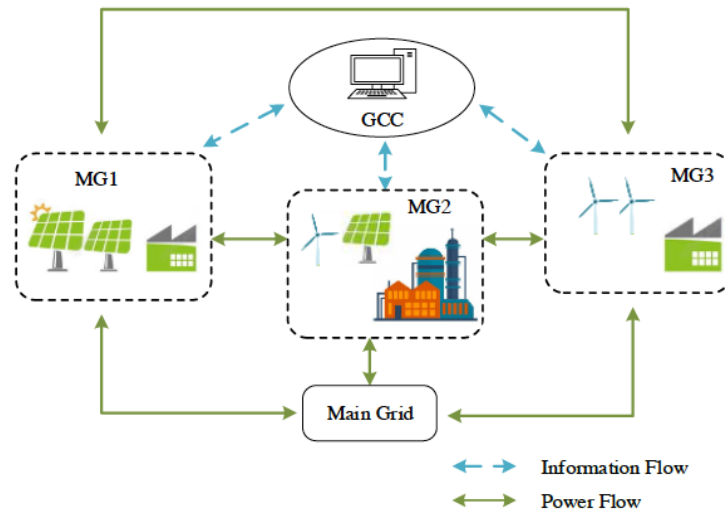 GCC
MG1
MG2
MG3
Main Grid
Information Flow
Power Flow